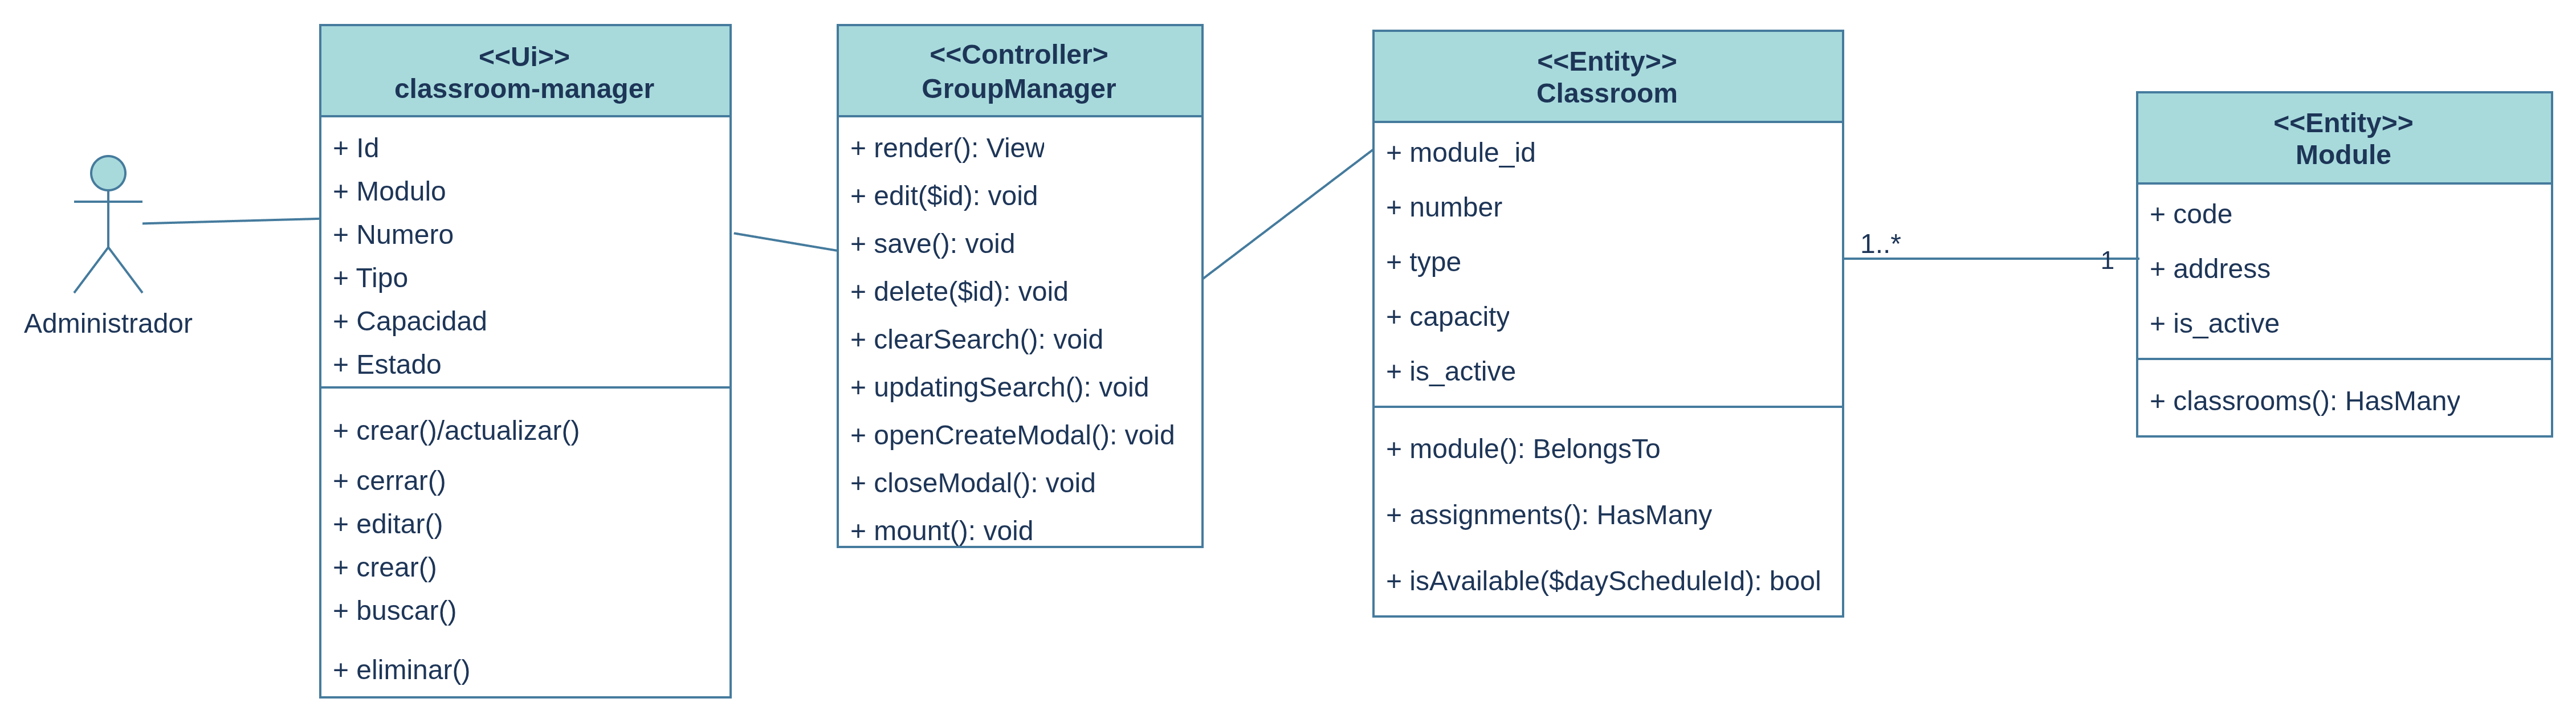 Administrador
<<Ui>>
classroom-manager
+ Id
+ Modulo
+ Numero
+ Tipo
+ Capacidad
+ Estado
+ crear()/actualizar()
+ cerrar()
+ editar()
+ crear()
+ buscar()
+ eliminar()
<<Controller>
GroupManager
+ render(): View
+ edit($id): void
+ save(): void
+ delete($id): void
+ clearSearch(): void
+ updatingSearch(): void
+ openCreateModal(): void
+ closeModal(): void
+ mount(): void
<<Entity>>
Classroom
+ module_id
+ number
+ type
+ capacity
+ is_active
+ module(): BelongsTo
+ assignments(): HasMany
+ isAvailable($dayScheduleId): bool
1..*
1
<<Entity>>
Module
+ code
+ address
+ is_active
+ classrooms(): HasMany